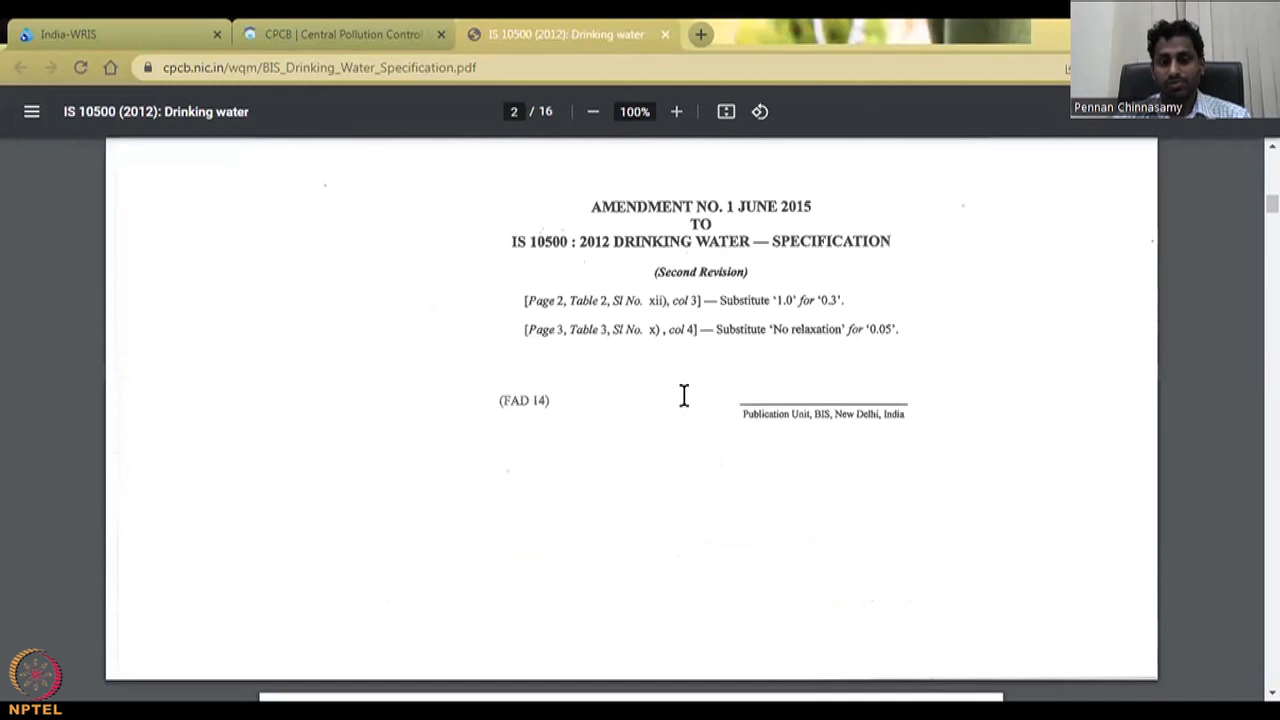 India-WRIS
CPCB | Central Pollution Control
IS 10500 (2012): Drinking water
cpcb.nic.in/wqm/BIS_Drinking_Water_Specification.pdf
Pennan Chinnasamy
IS 10500 (2012): Drinking water
2 / 16
100%
AMENDMENT NO. 1 JUNE 2015
TO
IS 10500 : 2012 DRINKING WATER — SPECIFICATION
(Second Revision)
[Page 2, Table 2, Sl No. xii), col 3] — Substitute ‘1.0’ for ‘0.3’.
[Page 3, Table 3, Sl No. x) , col 4] — Substitute ‘No relaxation’ for ‘0.05’.
(FAD 14)
Publication Unit, BIS, New Delhi, India
NPTEL